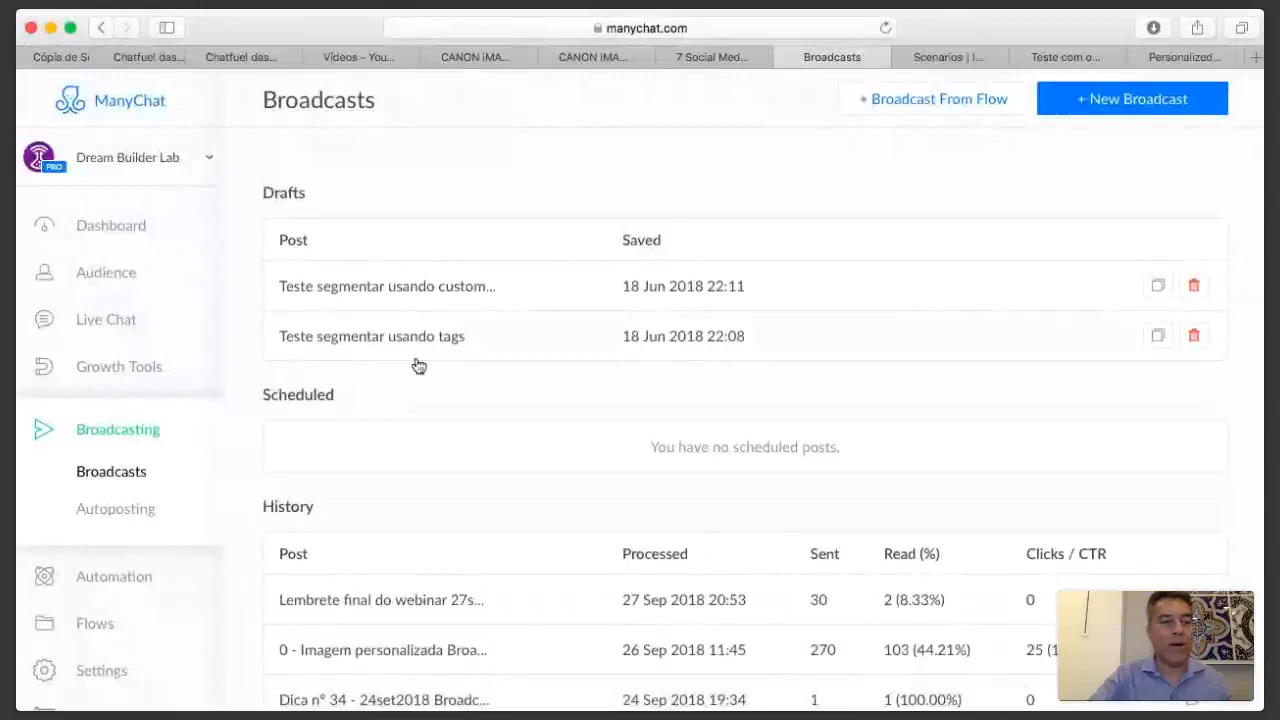 manychat.com
Cópia de Se
Chatfuel das...
Chatfuel das...
Vídeos – You...
CANON iMA...
CANON iMA...
7 Social Med...
Broadcasts
Scenarios | I...
Teste com o...
Personalized...
ManyChat
Broadcasts
+ Broadcast From Flow
+ New Broadcast
PRO
Dream Builder Lab
Dashboard
Audience
Live Chat
Growth Tools
Broadcasting
Broadcasts
Autoposting
Automation
Flows
Settings
Drafts
Post Saved
Teste segmentar usando custom... 18 Jun 2018 22:11
Teste segmentar usando tags 18 Jun 2018 22:08
Scheduled
You have no scheduled posts.
History
Post Processed Sent Read (%) Clicks / CTR
Lembrete final do webinar 27s... 27 Sep 2018 20:53 30 2 (8.33%) 0
0 - Imagem personalizada Broa... 26 Sep 2018 11:45 270 103 (44.21%) 25 (1
Dica nº 34 - 24set2018 Broadc... 24 Sep 2018 19:34 1 1 (100.00%) 0